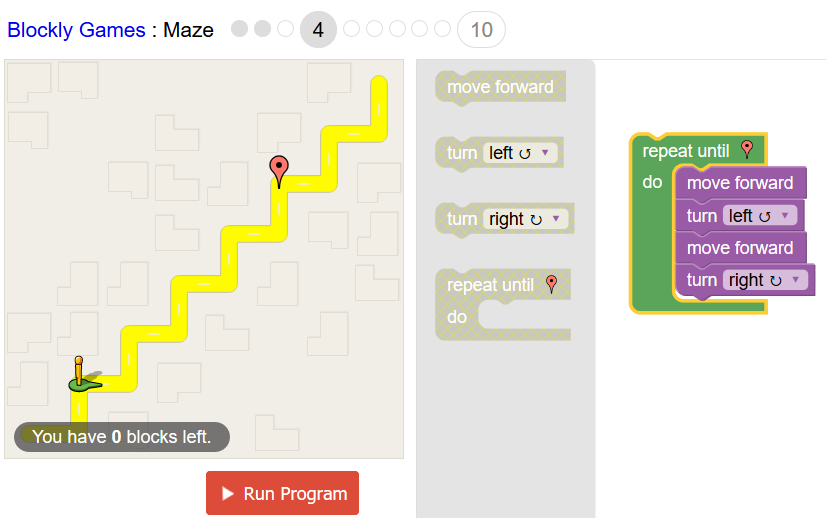 Blockly Games : Maze 4 10
move forward
turn left ↺ ▼
turn right ↻ ▼
repeat until
do
repeat until
do move forward
turn left ↺ ▼
move forward
turn right ↻ ▼
You have 0 blocks left.
Run Program